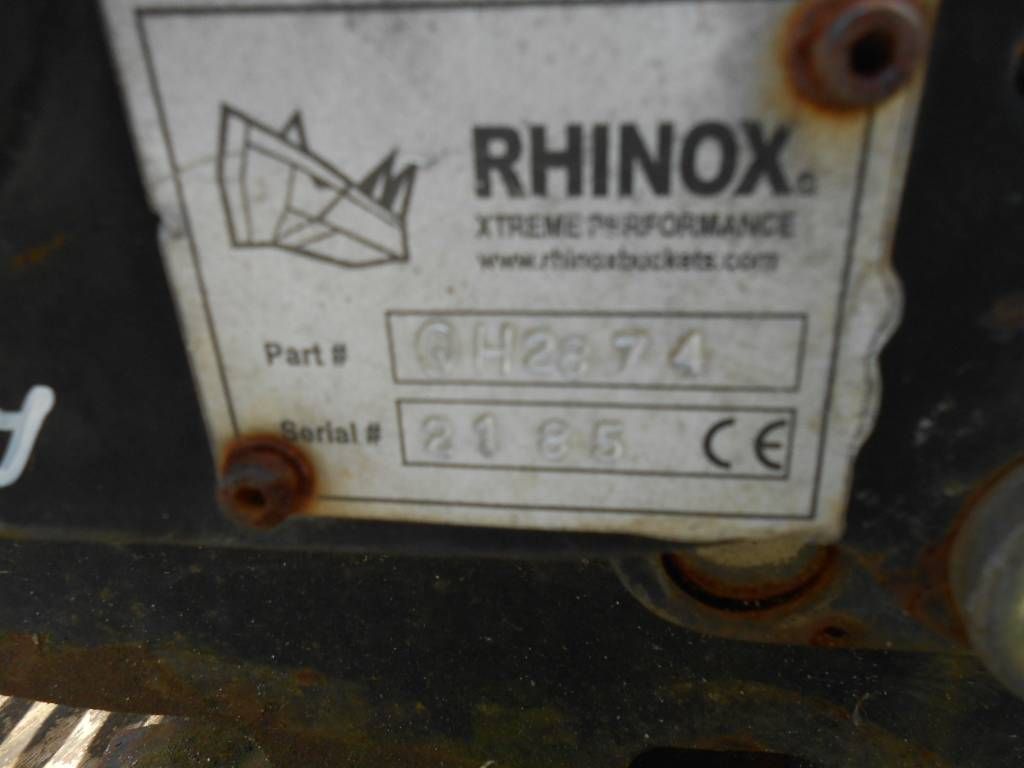 RHINOX
XTREME PERFORMANCE
www.rhinoxbuckets.com
Part #
Serial # 2185 CE